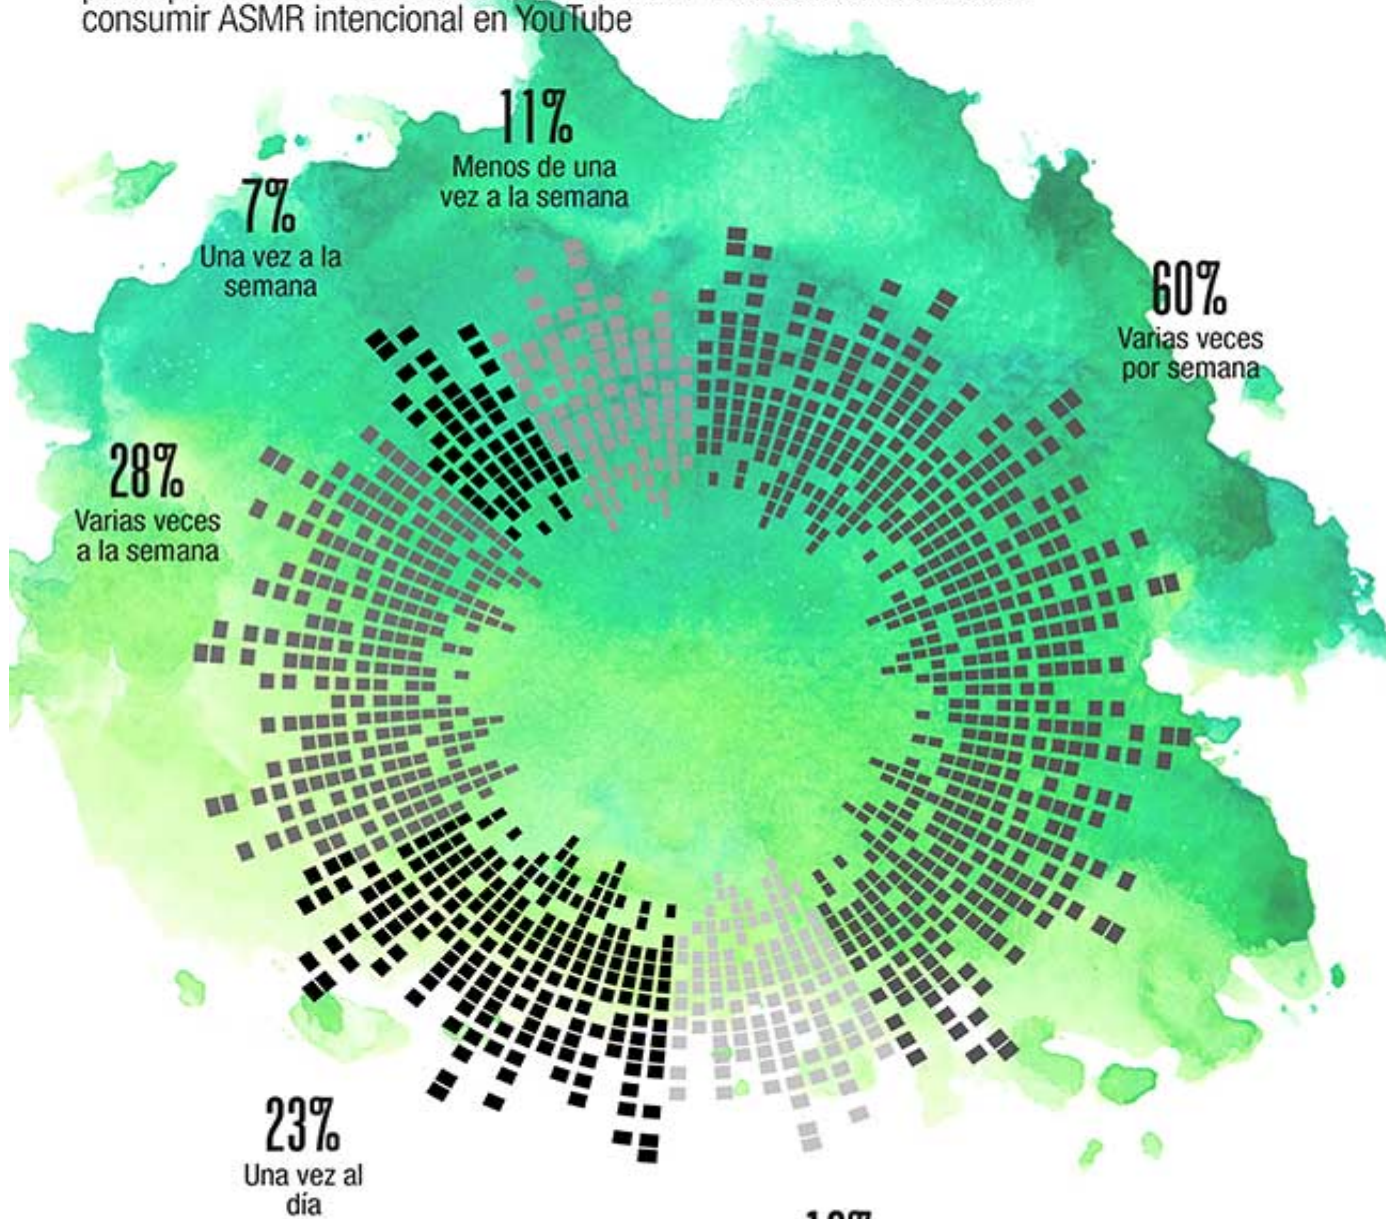 consumir ASMR intencional en YouTube
11%
Menos de una
vez a la semana
7%
Una vez a la
semana
60%
Varias veces
por semana
28%
Varias veces
a la semana
23%
Una vez al
día